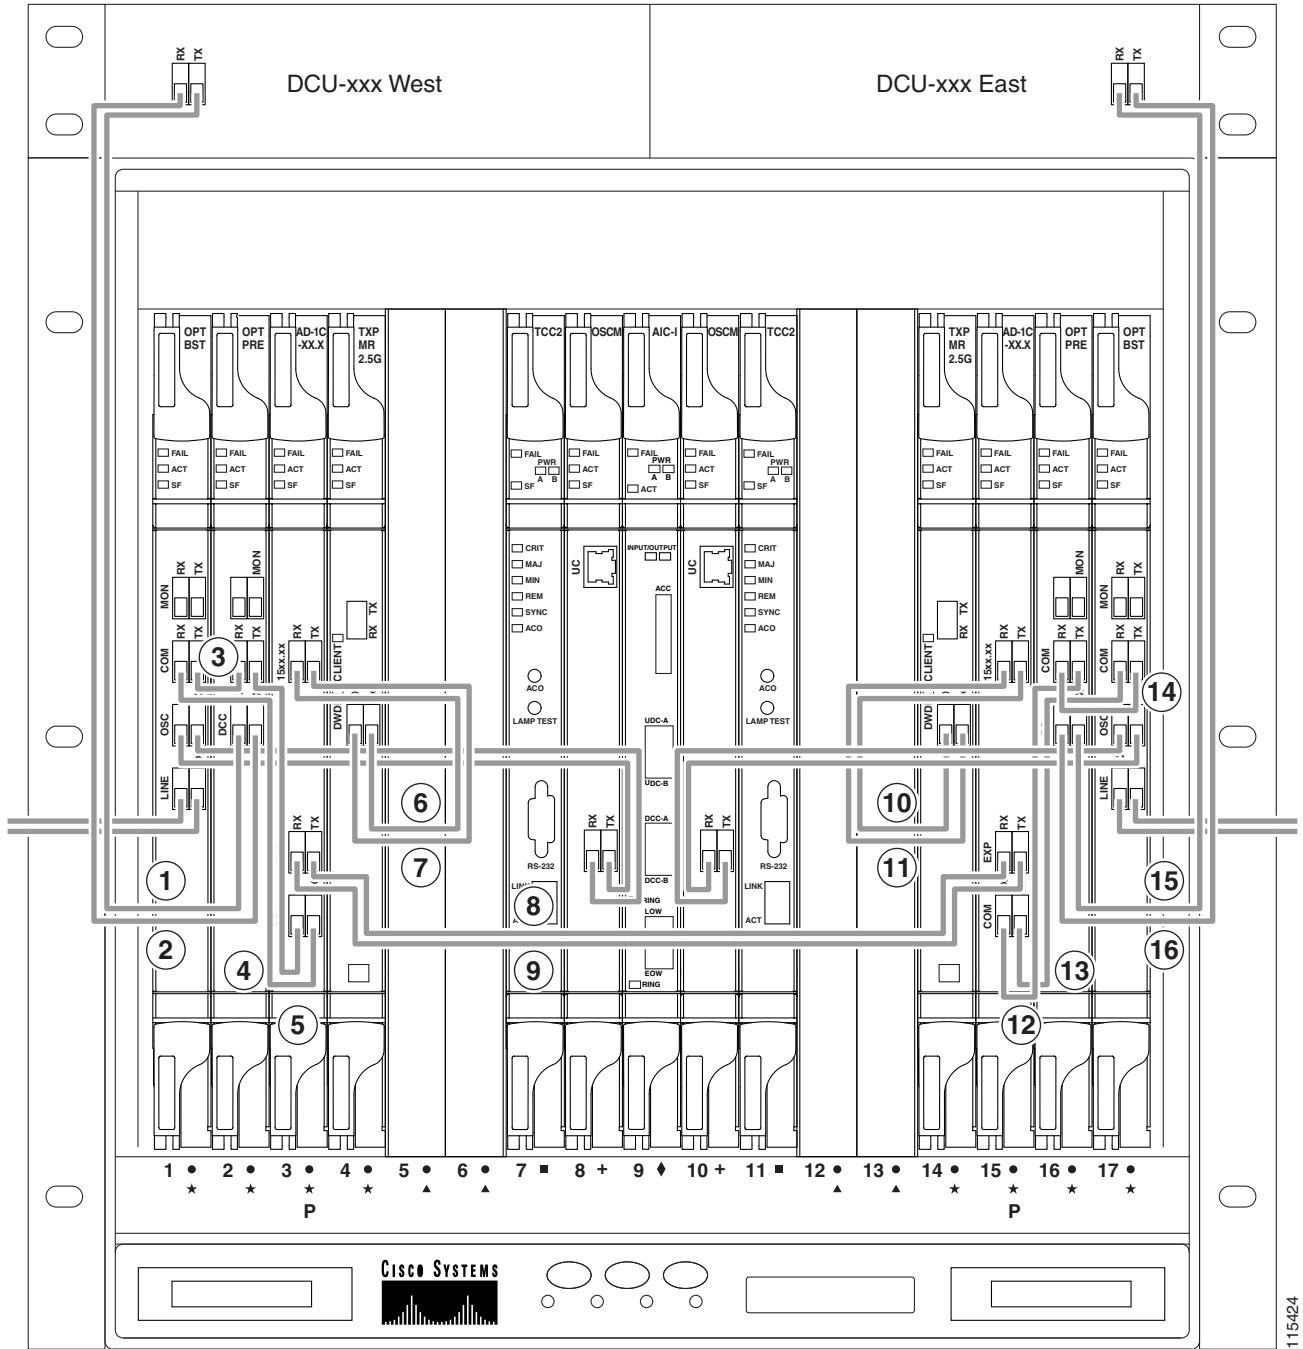 RX TX
DCU-xxx West
DCU-xxx East
RX TX
OPT BST
OPT PRE
AD-1C -XX.X
TXP MR 2.5G
TCC2
OSCM
AIC-I
OSCM
TCC2
TXP MR 2.5G
AD-1C -XX.X
OPT PRE
OPT BST
FAIL FAIL FAIL FAIL FAIL FAIL FAIL FAIL FAIL FAIL FAIL FAIL FAIL
ACT ACT ACT ACT PWR A B ACT PWR A B ACT PWR A B ACT ACT ACT ACT
SF SF SF SF SF SF ACT SF SF SF SF SF SF
CRIT UC INPUT/OUTPUT UC CRIT
MAJ MAJ
MIN MIN
REM ACC REM
SYNC SYNC
ACO ACO
MON RX TX
MON
TX RX
TX RX
MON
MON RX TX
COM RX TX
3
RX TX
15xx.xx RX TX
CLIENT
ACO
ACO
CLIENT
15xx.xx RX TX
COM RX TX
COM RX TX
14
OSC
DCC
DWD
LAMP TEST
UDC-A
LAMP TEST
DWD
OSC
LINE
UDC-B
LINE
6
10
RX TX
DCC-A
RX TX
RX TX
RX TX
EXP
1
7
RS-232
DCC-B
RS-232
11
15
LINK
8
RING
LINK
COM
LOW
ACT
2
4
9
EOW
13
16
RING
5
12
1 2 3 4 5 6 7 8 + 9 10 + 11 12 13 14 15 16 17
P P
CISCO SYSTEMS
115424